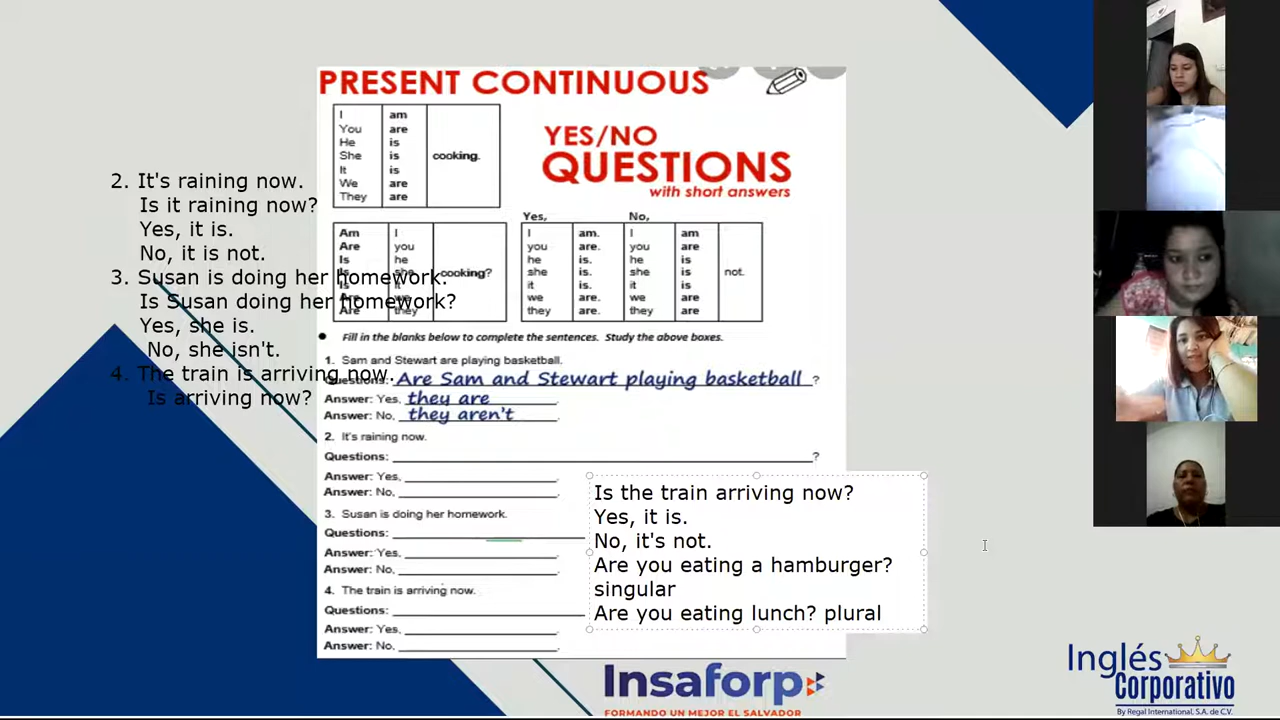 PRESENT CONTINUOUS
I am
You are
He is
She is cooking.
It is
We are
They are
YES/NO
QUESTIONS
with short answers
Am I
Are you
Is he
Is she cooking?
Is it
Are
Are they
Yes, No,
I am. I am
you are. you are
he is. he is
she is. she is not.
it is. it is
we are. we are
they are. they are
Fill in the blanks below to complete the sentences. Study the above boxes.
1. Sam and Stewart are playing basketball.
Questions: Are Sam and Stewart playing basketball ?
Answer: Yes, they are .
Answer: No, they aren't .
2. It's raining now.
Questions: ?
Answer: Yes, .
Answer: No, .
3. Susan is doing her homework.
Questions:
Answer: Yes, .
Answer: No, .
4. The train is arriving now.
Questions:
Answer: Yes, .
Answer: No, .
2. It's raining now.
Is it raining now?
Yes, it is.
No, it is not.
3. Susan is doing her homework.
Is Susan doing her homework?
Yes, she is.
No, she isn't.
4. The train is arriving now.
Is arriving now?
Is the train arriving now?
Yes, it is.
No, it's not.
Are you eating a hamburger?
singular
Are you eating lunch? plural
Insaforp
FORMANDO UN MEJOR EL SALVADOR
Inglés
Corporativo
By Regal International, S.A. de C.V.